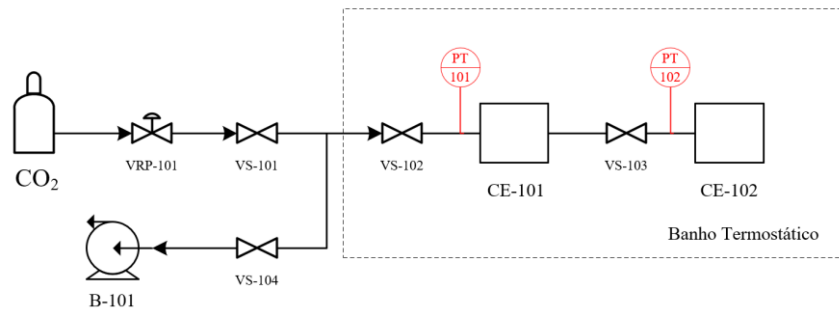 PT
101
PT
102
CO₂
VRP-101
VS-101
VS-102
CE-101
VS-103
CE-102
Banho Termostático
VS-104
B-101